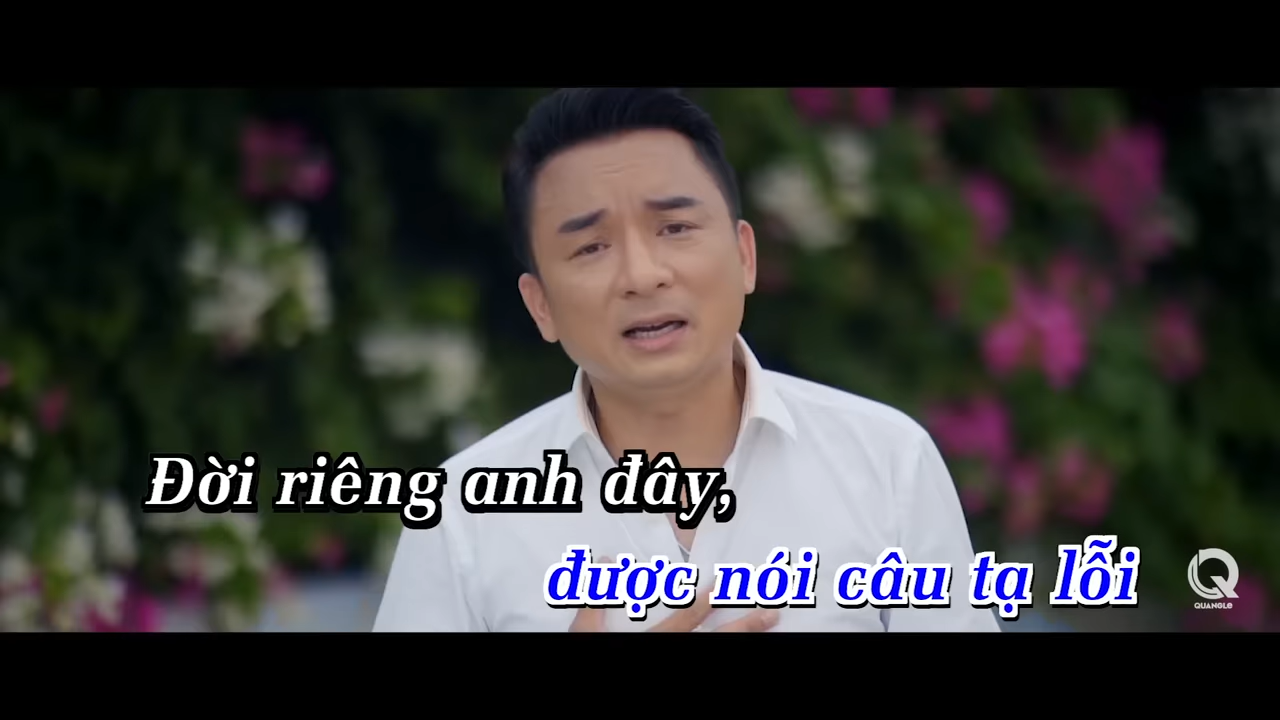 Đời riêng anh đây,
được nói câu tạ lỗi
QUANGLE